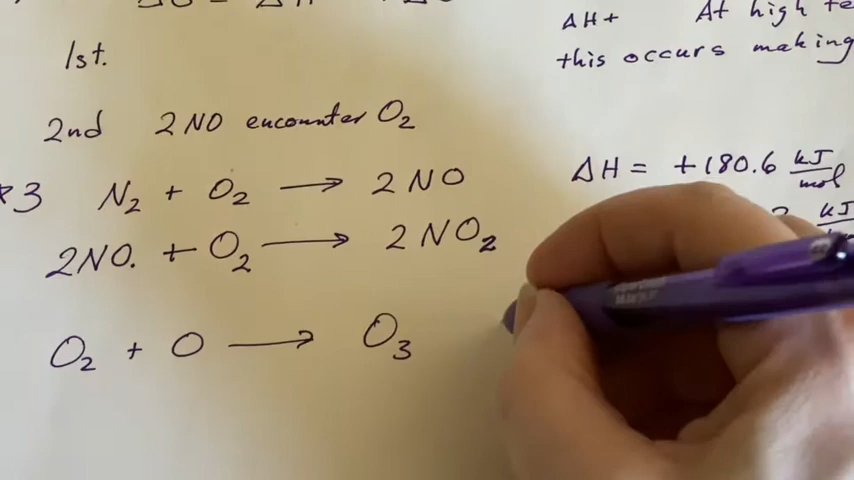 ΔH+ At high
this occurs making
1st.
2nd 2NO encounter O₂
*3 N₂ + O₂ → 2NO ΔH = +180.6 kJ/mol
2NO. + O₂ → 2NO₂ kJ
O₂ + O → O₃